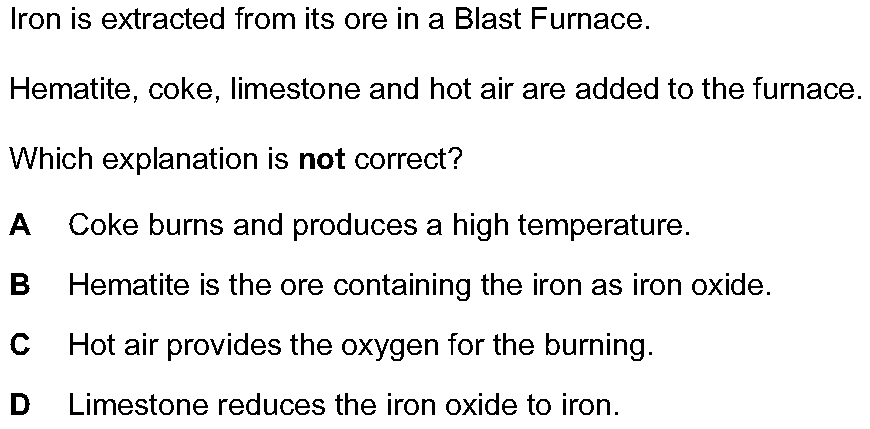 Iron is extracted from its ore in a Blast Furnace.
Hematite, coke, limestone and hot air are added to the furnace.
Which explanation is not correct?
A Coke burns and produces a high temperature.
B Hematite is the ore containing the iron as iron oxide.
C Hot air provides the oxygen for the burning.
D Limestone reduces the iron oxide to iron.